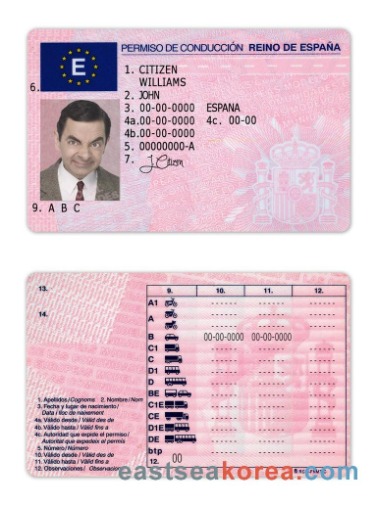 E
PERMISO DE CONDUCCIÓN REINO DE ESPAÑA
1. CITIZEN
WILLIAMS
2. JOHN
3. 00-00-0000 ESPANA
4a.00-00-0000 4c. 00-00
4b.00-00-0000
5. 00000000-A
6.
7. J.Citizen
9. A B C
13.
14.
9. 10. 11. 12.
A1
A
B 00-00-0000 00-00-0000
C1
C
D1
D
BE
C1E
CE
D1E
DE
btp
12. 00
1. Apellidos/Cognoms 2. Nombre/Nom
3. Fecha y lugar de nacimiento/
Data i lloc de naixement
4a. Válido desde/ Vàlid des de
4b. Válido hasta/ Vàlid fins a
4c. Autoridad que expide el permiso/
Autoritat que expedeix el permís
5. Número/Número
10. Válido desde/ Vàlid des de
11. Válido hasta/ Vàlid fins a
12. Observaciones/ Observacion
eastseakorea.com